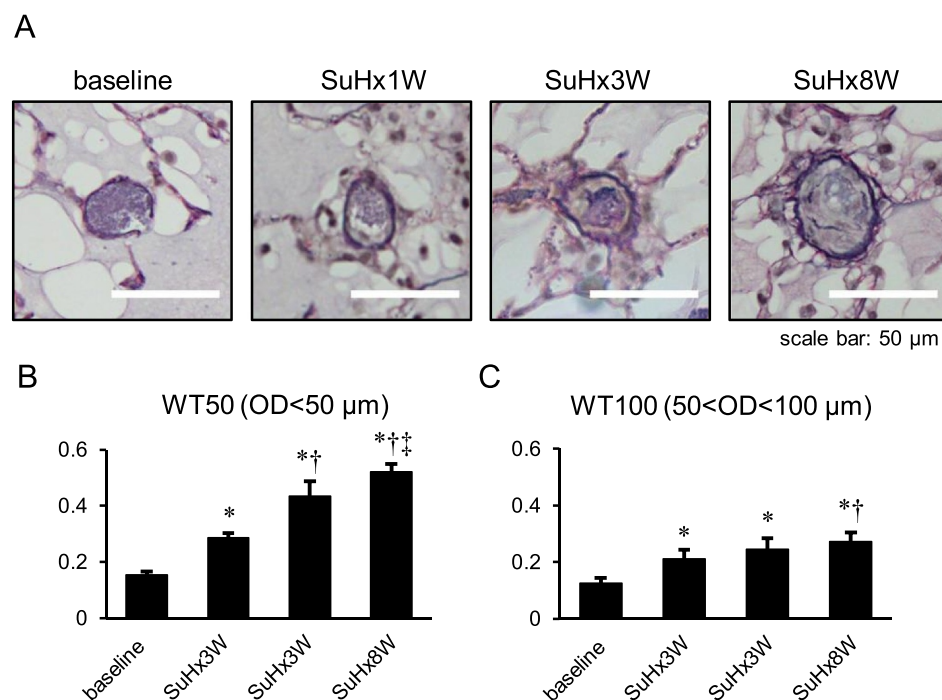 A
baseline
SuHx1W
SuHx3W
SuHx8W
scale bar: 50 µm
B
WT50 (OD<50 µm)
0.6
0.4
0.2
0
*
*†
*†‡
baseline
SuHx3W
SuHx3W
SuHx8W
C
WT100 (50<OD<100 µm)
0.6
0.4
0.2
0
*
*
*†
baseline
SuHx3W
SuHx3W
SuHx8W